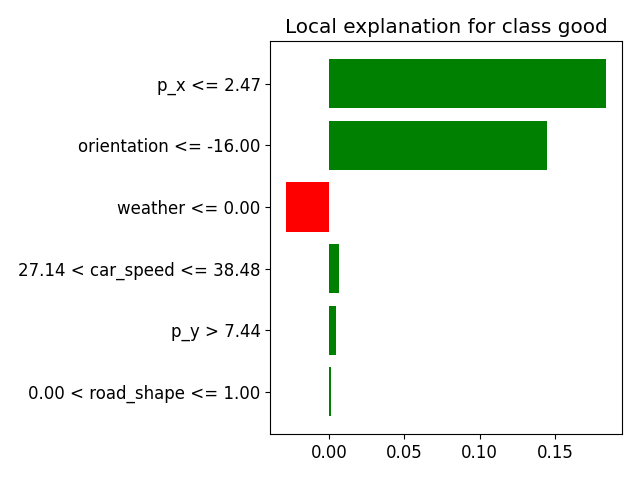 Local explanation for class good
p_x <= 2.47
orientation <= -16.00
weather <= 0.00
27.14 < car_speed <= 38.48
p_y > 7.44
0.00 < road_shape <= 1.00
0.00 0.05 0.10 0.15